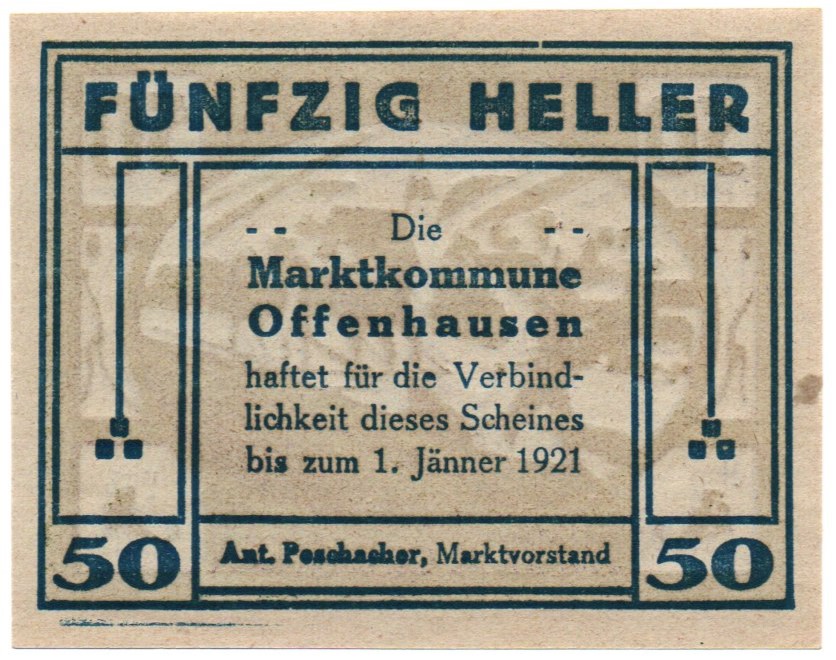 FÜNFZIG HELLER
- - Die - -
Marktkommune
Offenhausen
haftet für die Verbind-
lichkeit dieses Scheines
bis zum 1. Jänner 1921
50 Ant. Peschacher, Marktvorstand 50